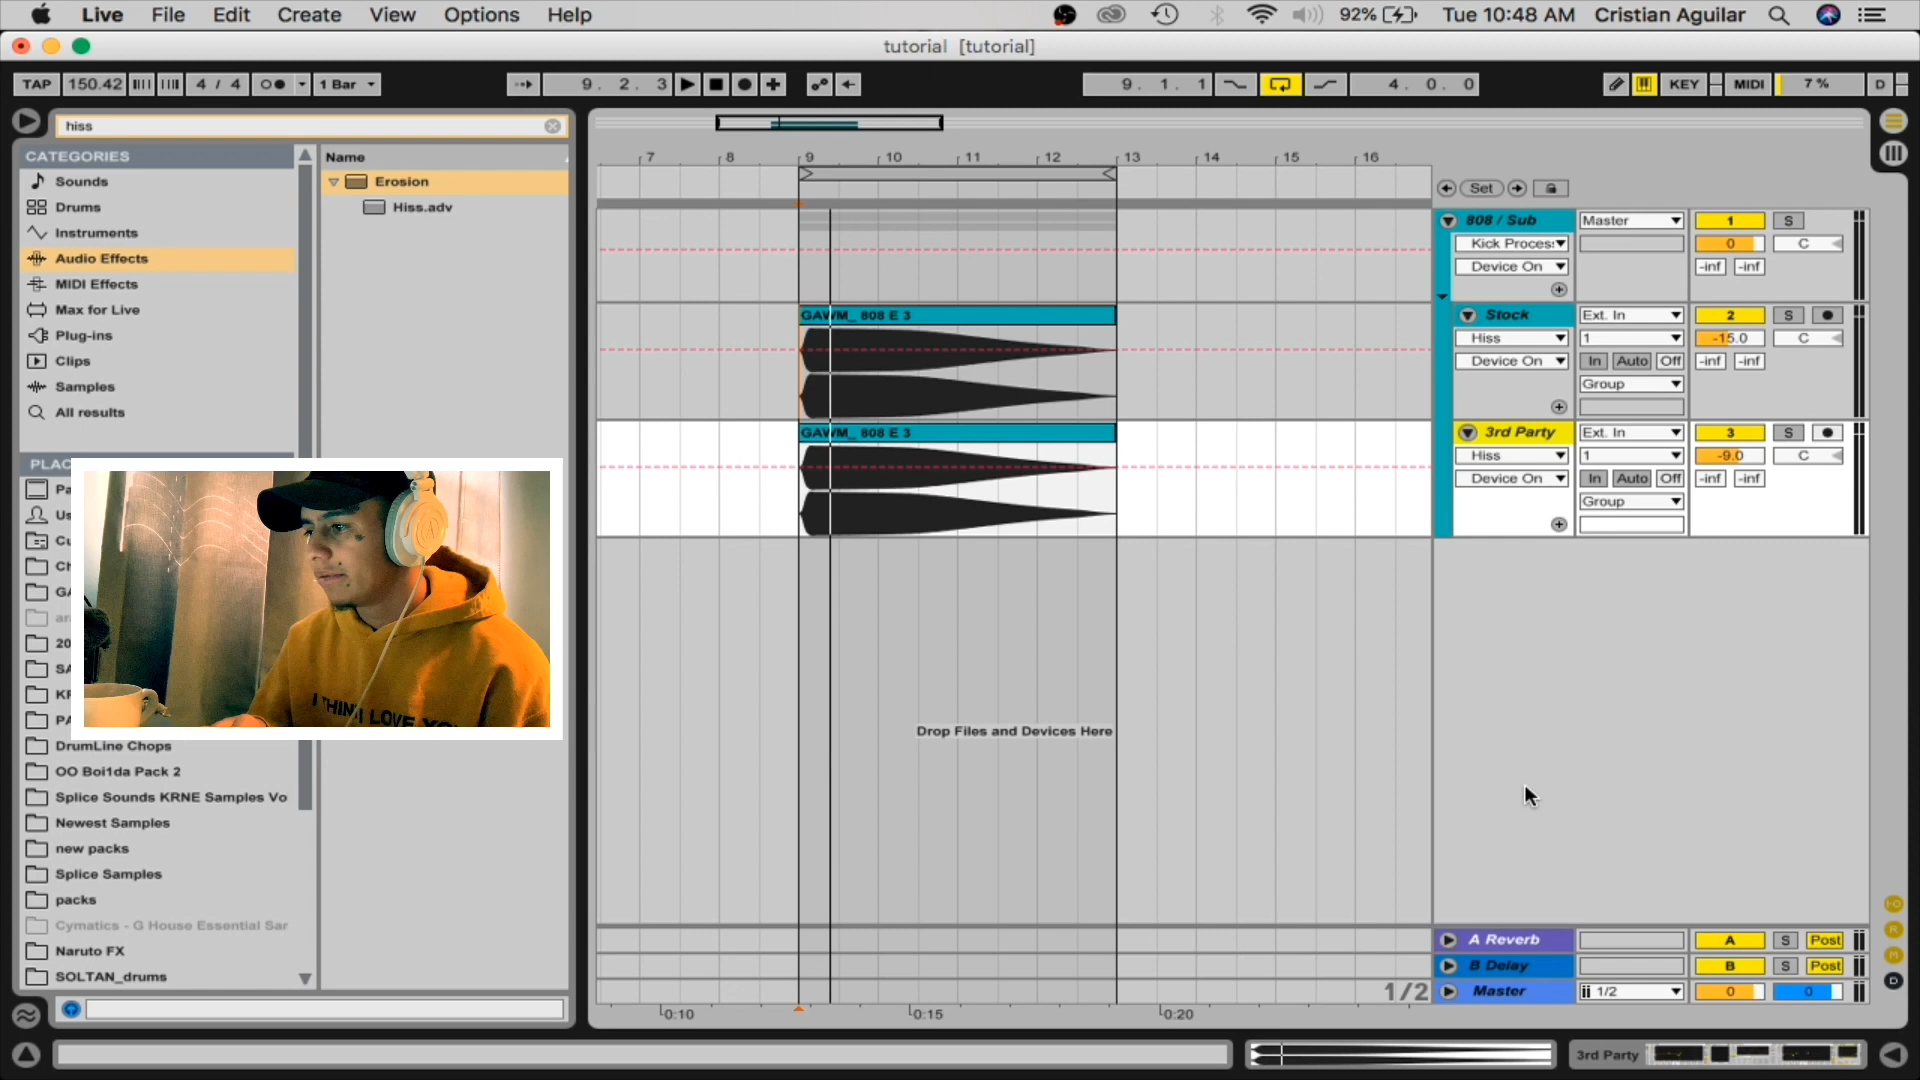 Live File Edit Create View Options Help 92% Tue 10:48 AM Cristian Aguilar
tutorial [tutorial]
TAP 150.42 4 / 4 1 Bar 9. 2. 3 9. 1. 1 4. 0. 0 KEY MIDI 7 % D
hiss
CATEGORIES
Sounds
Drums
Instruments
Audio Effects
MIDI Effects
Max for Live
Plug-ins
Clips
Samples
All results
PLAC
Pa
Us
Cu
Ch
GA
ar
20
SA
KR
PA
DrumLine Chops
OO Boi1da Pack 2
Splice Sounds KRNE Samples Vo
Newest Samples
new packs
Splice Samples
packs
Cymatics - G House Essential Sar
Naruto FX
SOLTAN_drums
Name
Erosion
Hiss.adv
I THINK I LOVE YO
7 8 9 10 11 12 13 14 15 16
Set
808 / Sub Master 1 S
Kick Proces: 0 C
Device On -inf -inf
GAWM_ 808 E 3
Stock Ext. In 2 S
Hiss 1 -15.0 C
Device On In Auto Off -inf -inf
Group
GAWM_ 808 E 3
3rd Party Ext. In 3 S
Hiss 1 -9.0 C
Device On In Auto Off -inf -inf
Group
Drop Files and Devices Here
A Reverb A S Post
B Delay B S Post
1/2 Master 1/2 0 0
0:10 0:15 0:20
3rd Party